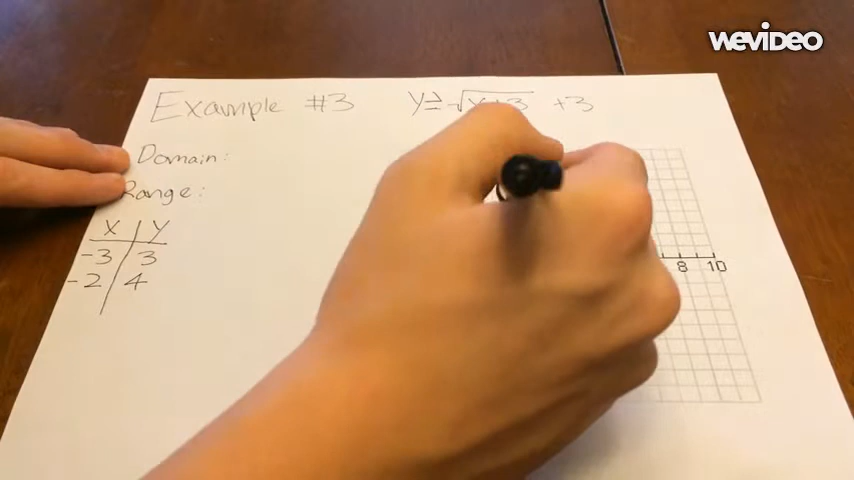 wevideo
Example #3 y≥√x+3 +3
Domain:
Range:
X Y
-3 3
-2 4
8 10